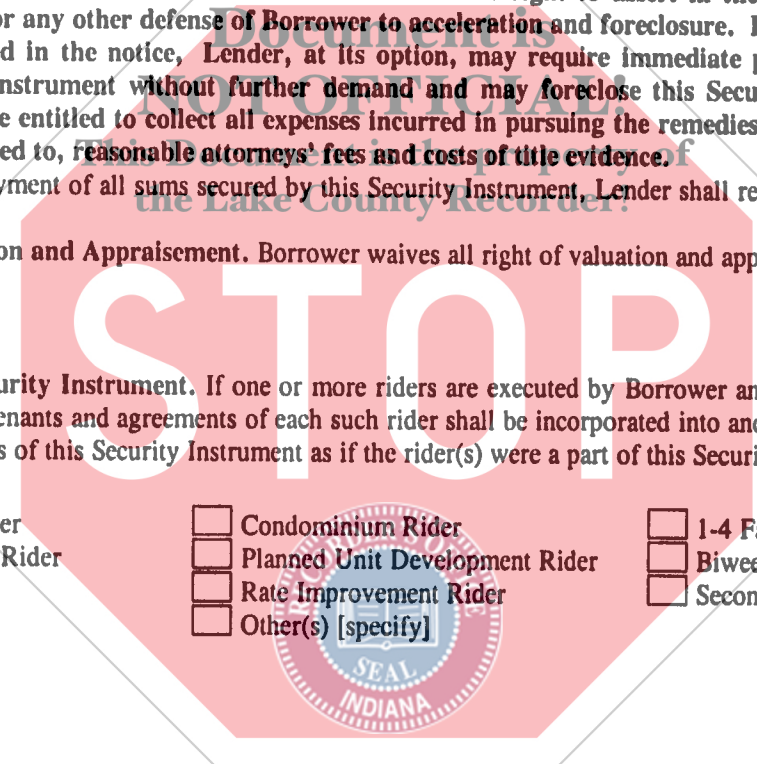 or any other defense of Borrower to acceleration and foreclosure.
Document is
d in the notice, Lender, at its option, may require immediate
NOT OFFICIAL!
nstrument without further demand and may foreclose this Secu
e entitled to collect all expenses incurred in pursuing the remedies
This Document is the property of
ed to, reasonable attorneys' fees and costs of title evidence.
yment of all sums secured by this Security Instrument, Lender shall re
the Lake County Recorder!
on and Appraisement. Borrower waives all right of valuation and app
STOP
urity Instrument. If one or more riders are executed by Borrower an
enants and agreements of each such rider shall be incorporated into and
s of this Security Instrument as if the rider(s) were a part of this Securi
er
Condominium Rider
1-4 Fa
Rider
Planned Unit Development Rider
Biwee
Rate Improvement Rider
Secon
Other(s) [specify]
RECORDER'S OFFICE
SEAL
INDIANA